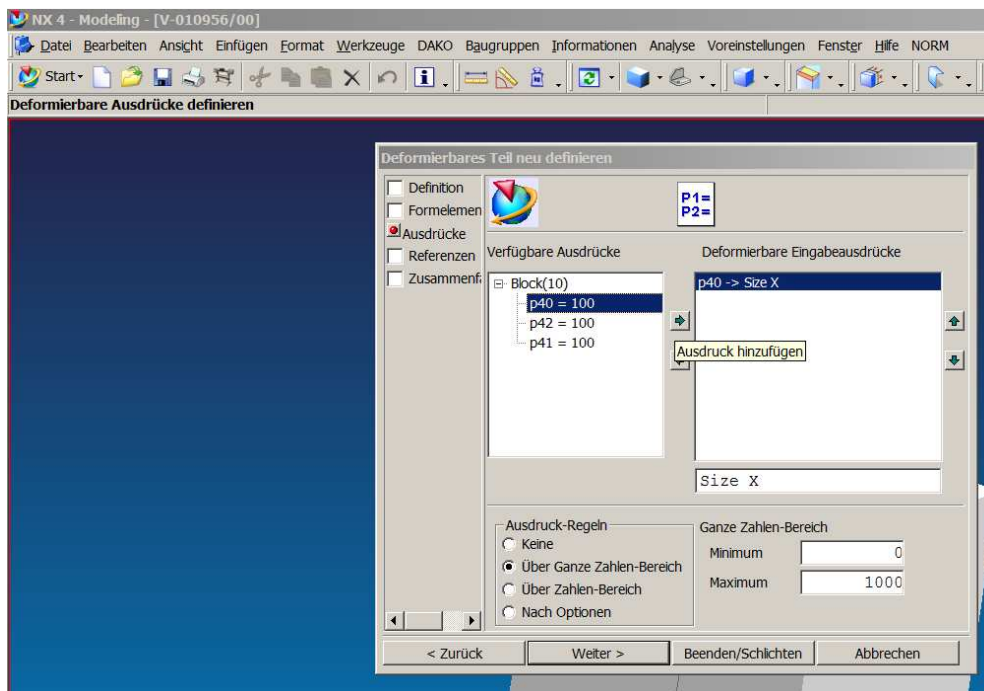 NX 4 - Modeling - [V-010956/00]
Datei Bearbeiten Ansicht Einfügen Format Werkzeuge DAKO Baugruppen Informationen Analyse Voreinstellungen Fenster Hilfe NORM
Start
Deformierbare Ausdrücke definieren
Deformierbares Teil neu definieren
Definition
Formelemen
Ausdrücke
Referenzen
Zusammenfa
P1=
P2=
Verfügbare Ausdrücke
Deformierbare Eingabeausdrücke
Block(10)
p40 = 100
p42 = 100
p41 = 100
p40 -> Size X
Ausdruck hinzufügen
Size X
Ausdruck-Regeln
Keine
Über Ganze Zahlen-Bereich
Über Zahlen-Bereich
Nach Optionen
Ganze Zahlen-Bereich
Minimum 0
Maximum 1000
< Zurück
Weiter >
Beenden/Schlichten
Abbrechen